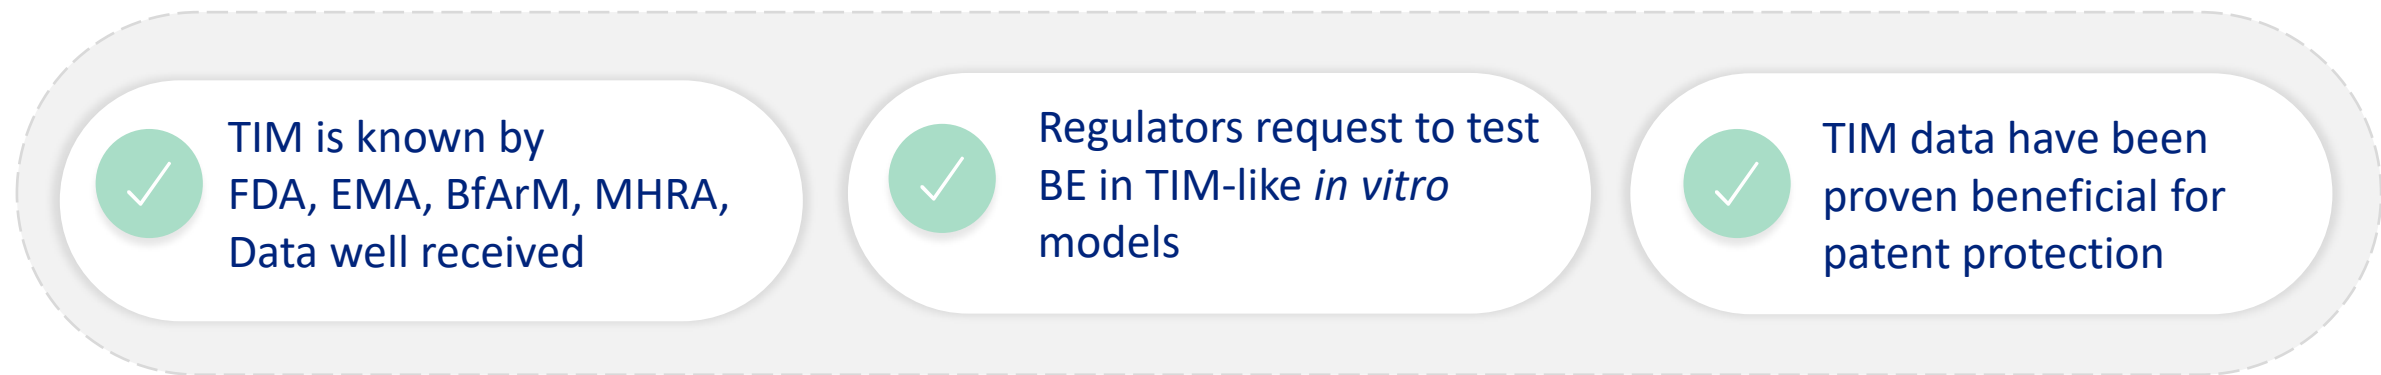 TIM is known by
FDA, EMA, BfArM, MHRA,
Data well received
Regulators request to test
BE in TIM-like in vitro
models
TIM data have been
proven beneficial for
patent protection